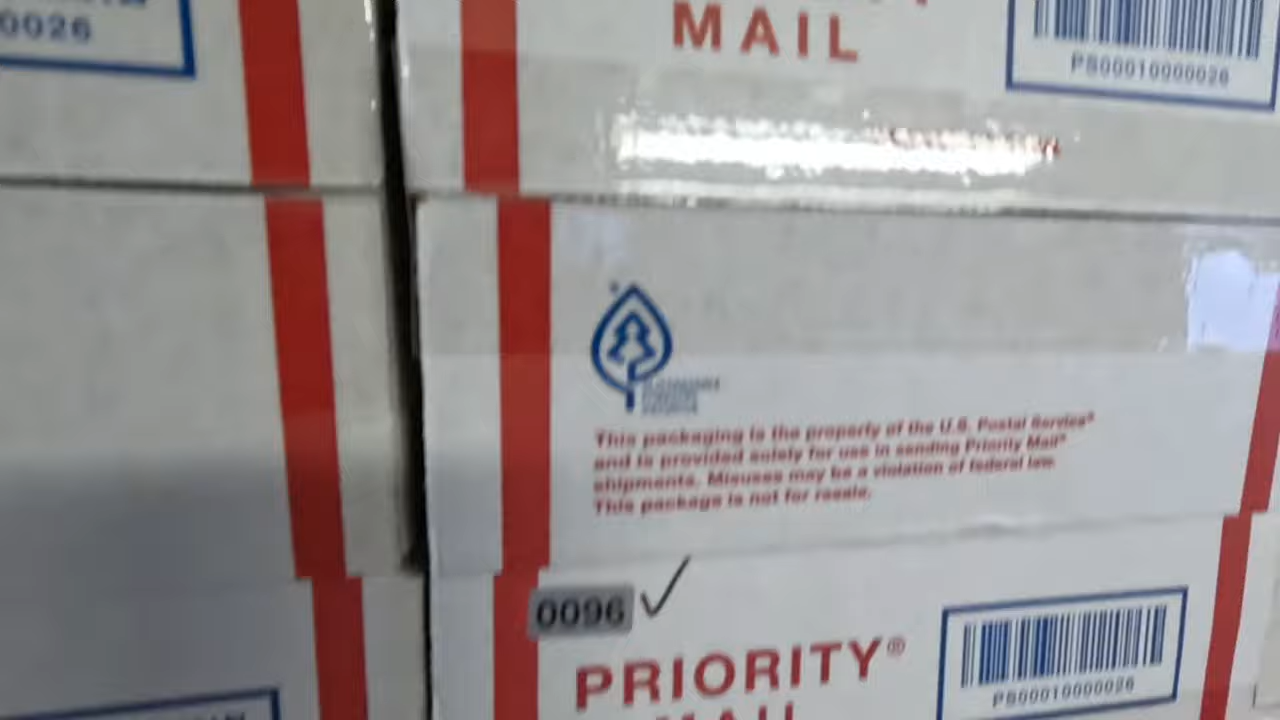 0026
MAIL
PS00010000026
This packaging is the property of the U.S. Postal Service®
and is provided solely for use in sending Priority Mail®
shipments. Misuses may be a violation of federal law.
This package is not for resale.
0096
PRIORITY®
PS00010000026
MAIL